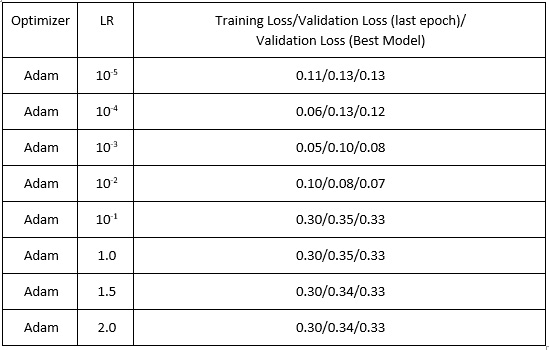 Optimizer LR Training Loss/Validation Loss (last epoch)/
Validation Loss (Best Model)
Adam 10⁻⁵ 0.11/0.13/0.13
Adam 10⁻⁴ 0.06/0.13/0.12
Adam 10⁻³ 0.05/0.10/0.08
Adam 10⁻² 0.10/0.08/0.07
Adam 10⁻¹ 0.30/0.35/0.33
Adam 1.0 0.30/0.35/0.33
Adam 1.5 0.30/0.34/0.33
Adam 2.0 0.30/0.34/0.33